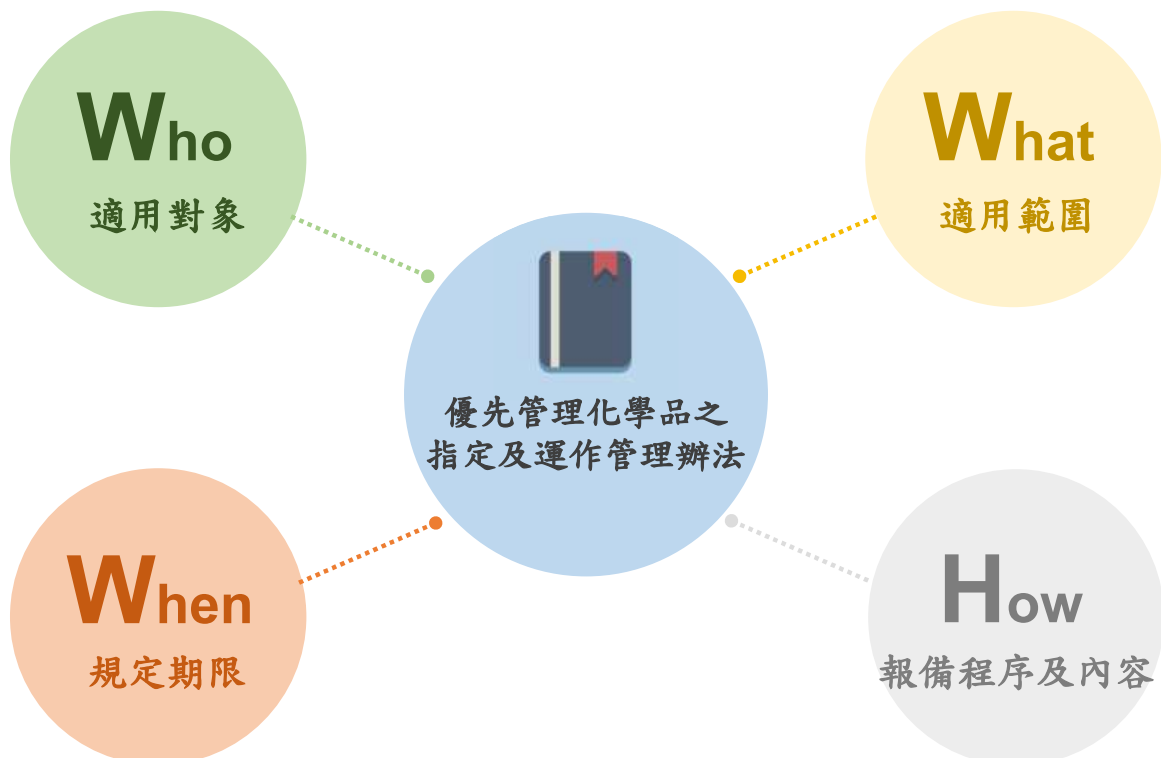 Who
適用對象
What
適用範圍
優先管理化學品之
指定及運作管理辦法
When
規定期限
How
報備程序及內容